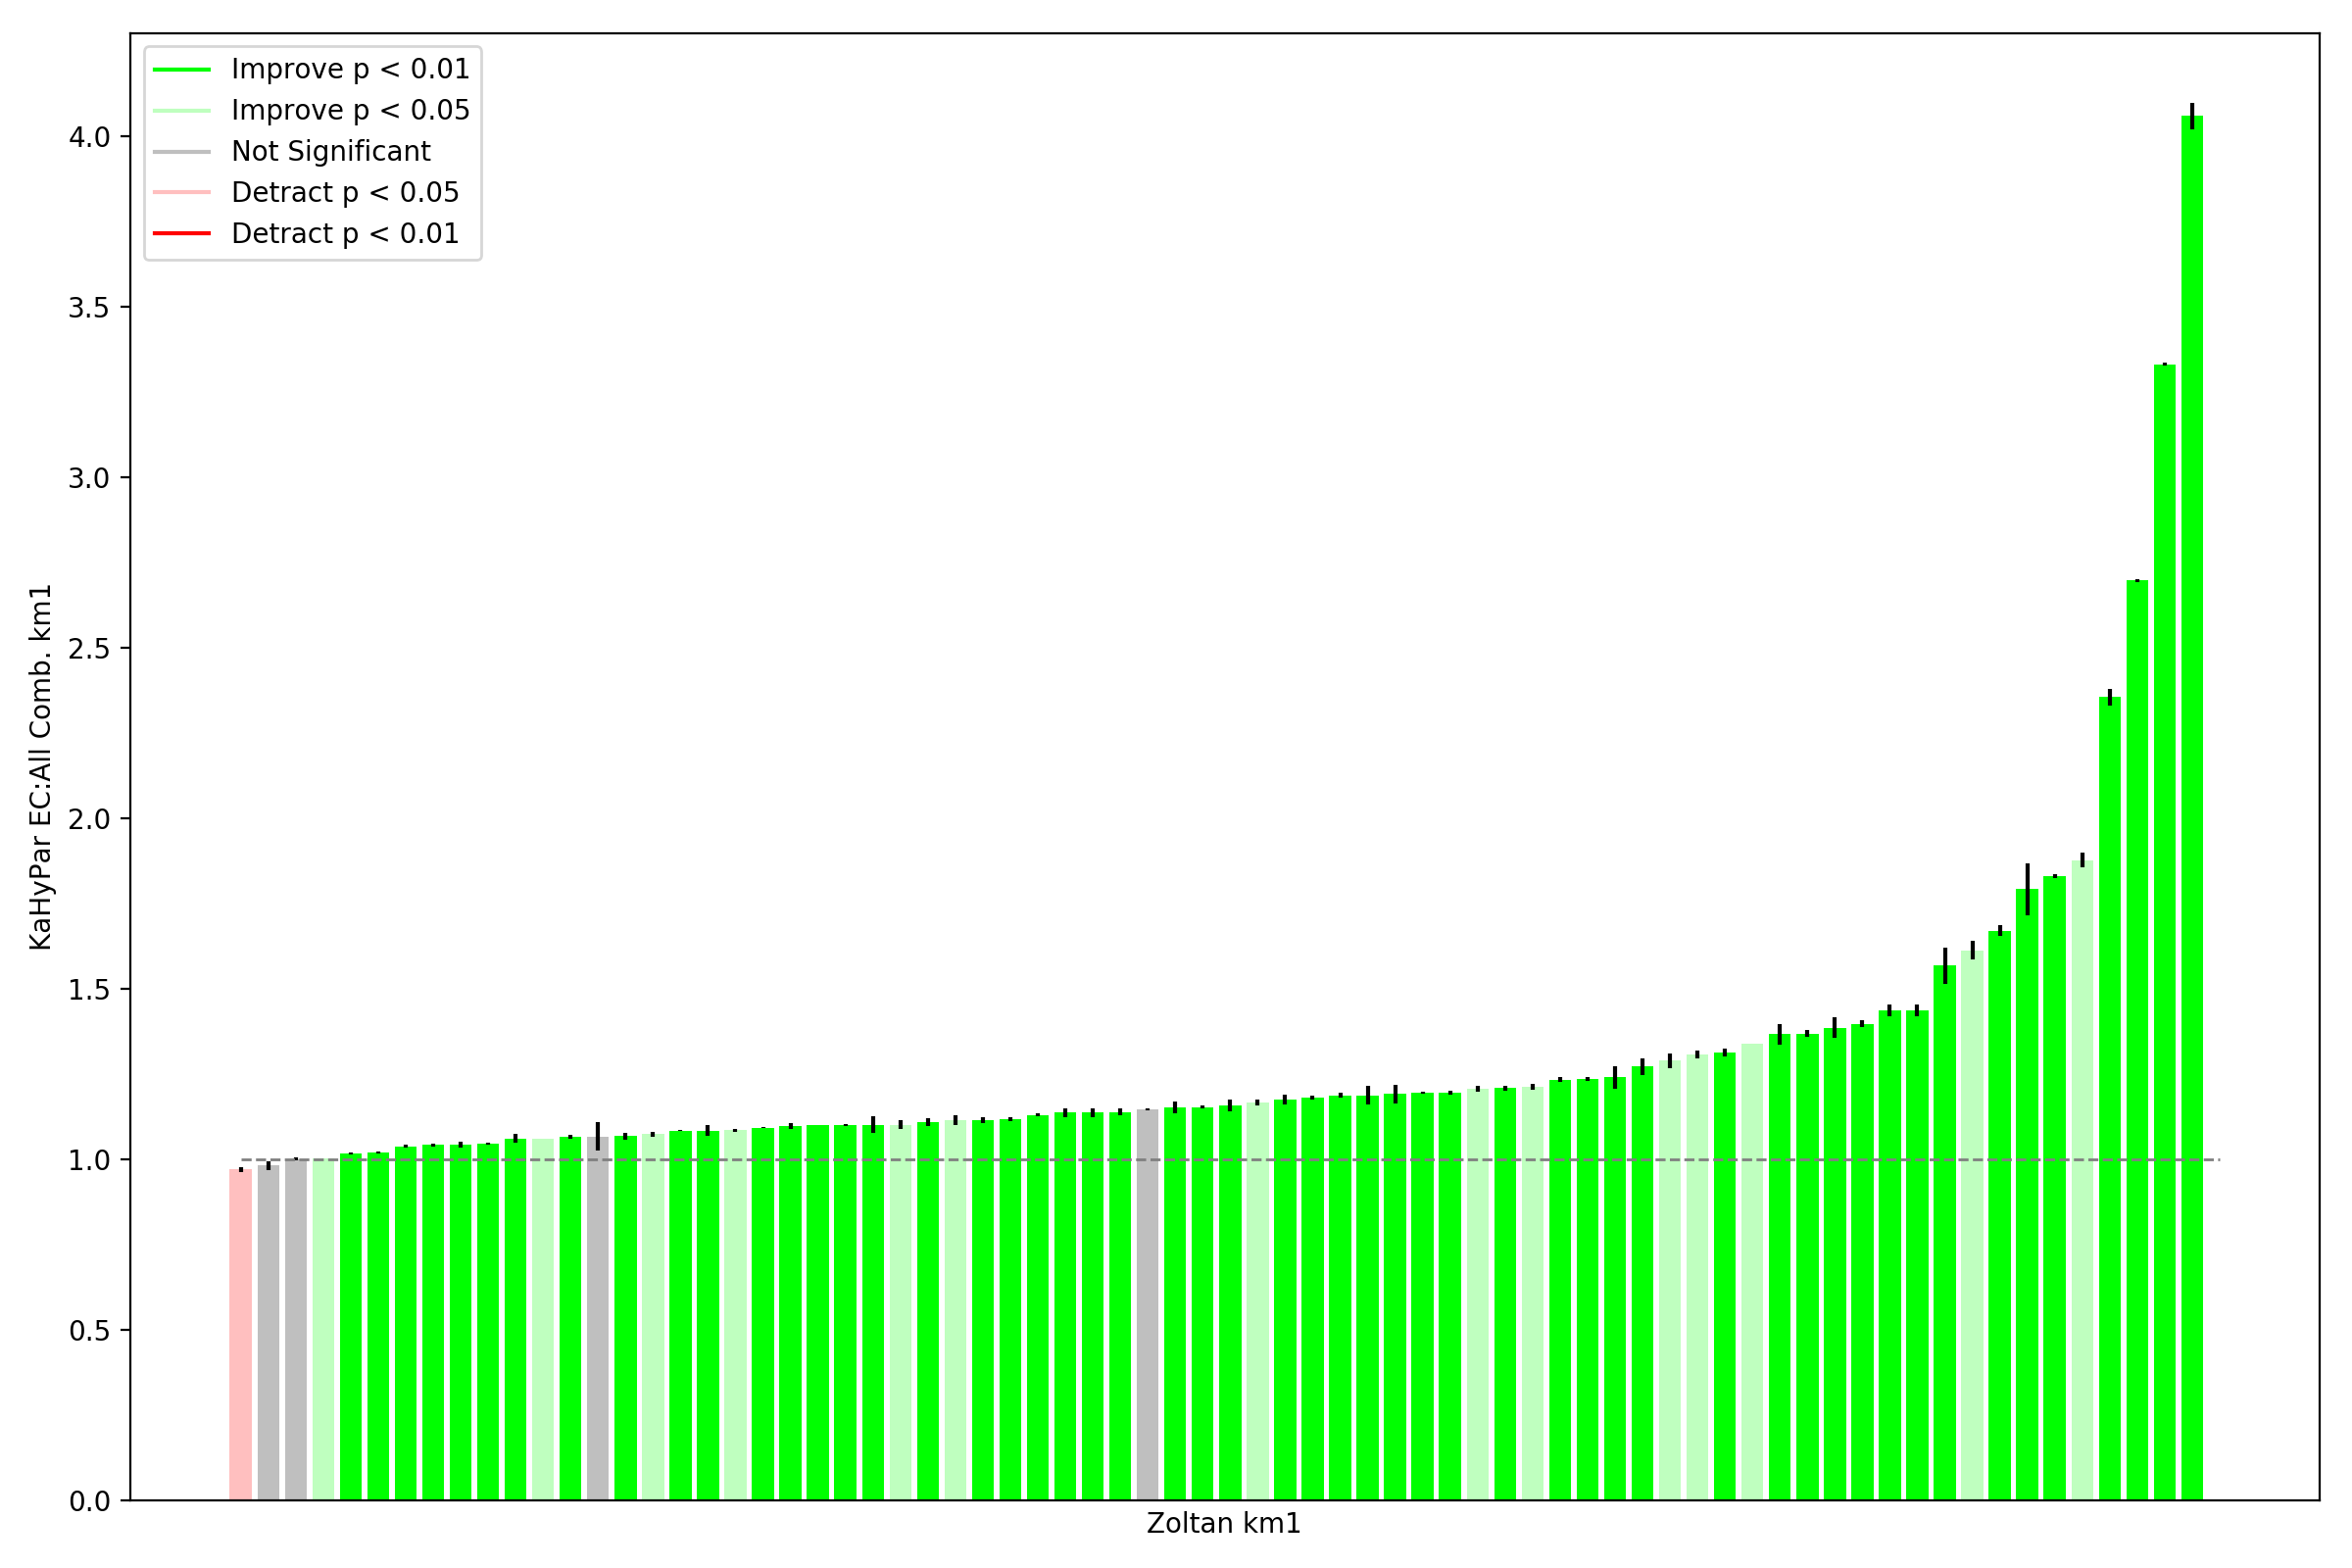 Improve p < 0.01
Improve p < 0.05
Not Significant
Detract p < 0.05
Detract p < 0.01
4.0
3.5
3.0
2.5
2.0
1.5
1.0
0.5
0.0
KaHyPar EC:All Comb. km1
Zoltan km1